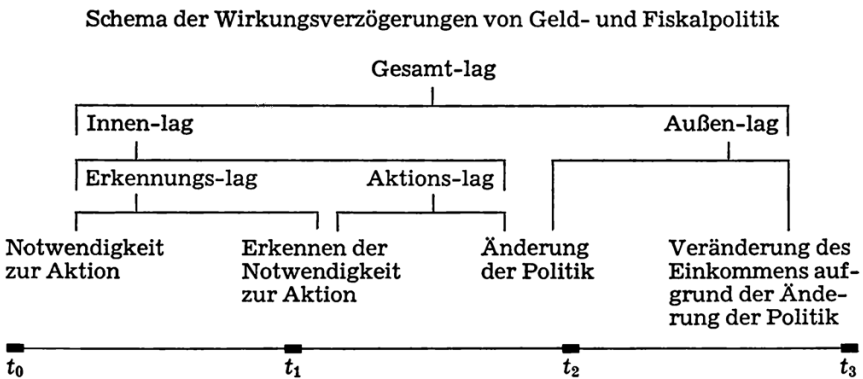 Schema der Wirkungsverzögerungen von Geld- und Fiskalpolitik
Gesamt-lag
Innen-lag
Außen-lag
Erkennungs-lag
Aktions-lag
Notwendigkeit
zur Aktion
Erkennen der
Notwendigkeit
zur Aktion
Änderung
der Politik
Veränderung des
Einkommens auf-
grund der Ände-
rung der Politik
t0 t1 t2 t3